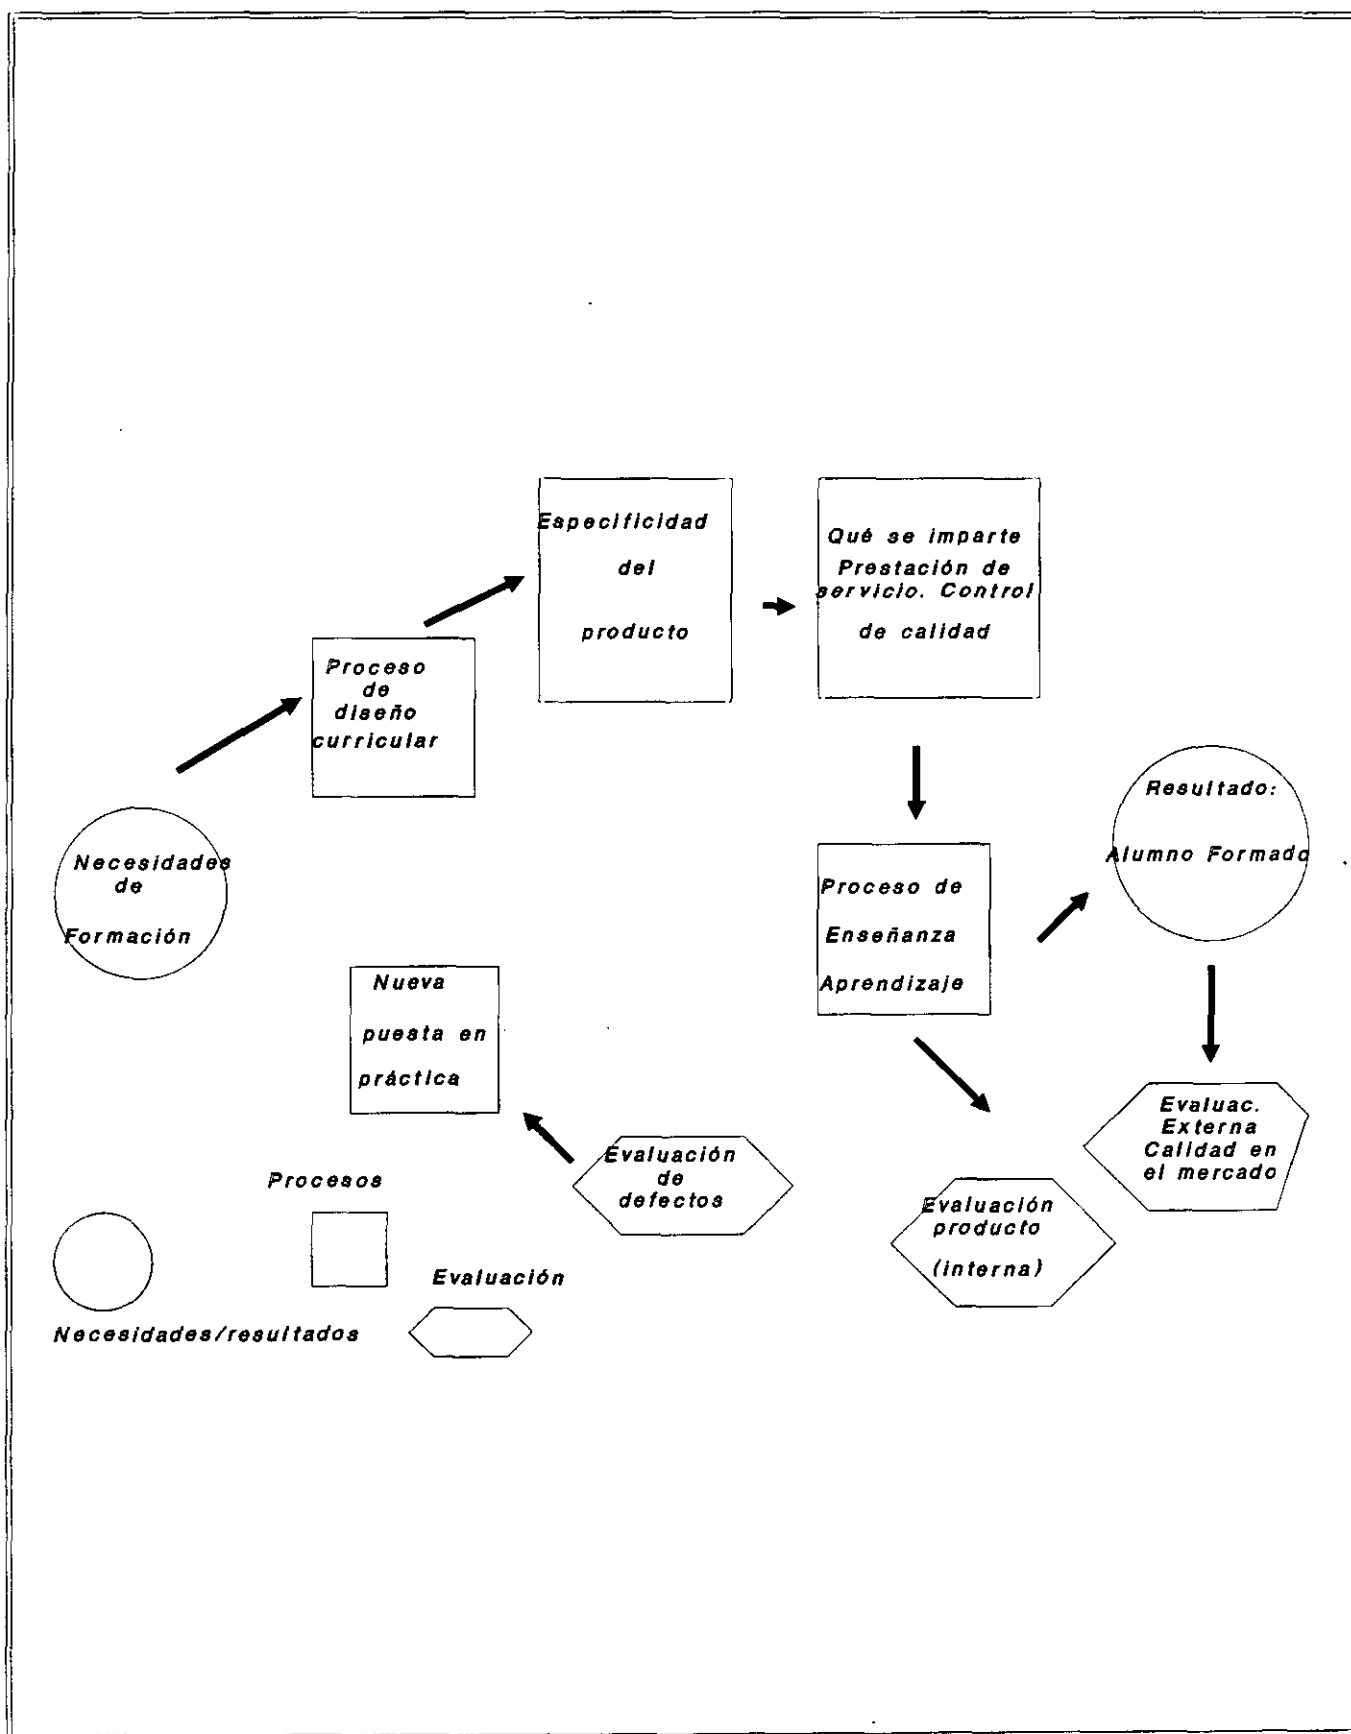 Especificidad
del
producto
Qué se imparte
Prestación de
servicio. Control
de calidad
Proceso
de
diseño
curricular
Necesidades
de
Formación
Resultado:
Alumno Formado
Proceso de
Enseñanza
Aprendizaje
Nueva
puesta en
práctica
Evaluac.
Externa
Calidad en
el mercado
Evaluación
de
defectos
Evaluación
producto
(interna)
Procesos
Evaluación
Necesidades/resultados